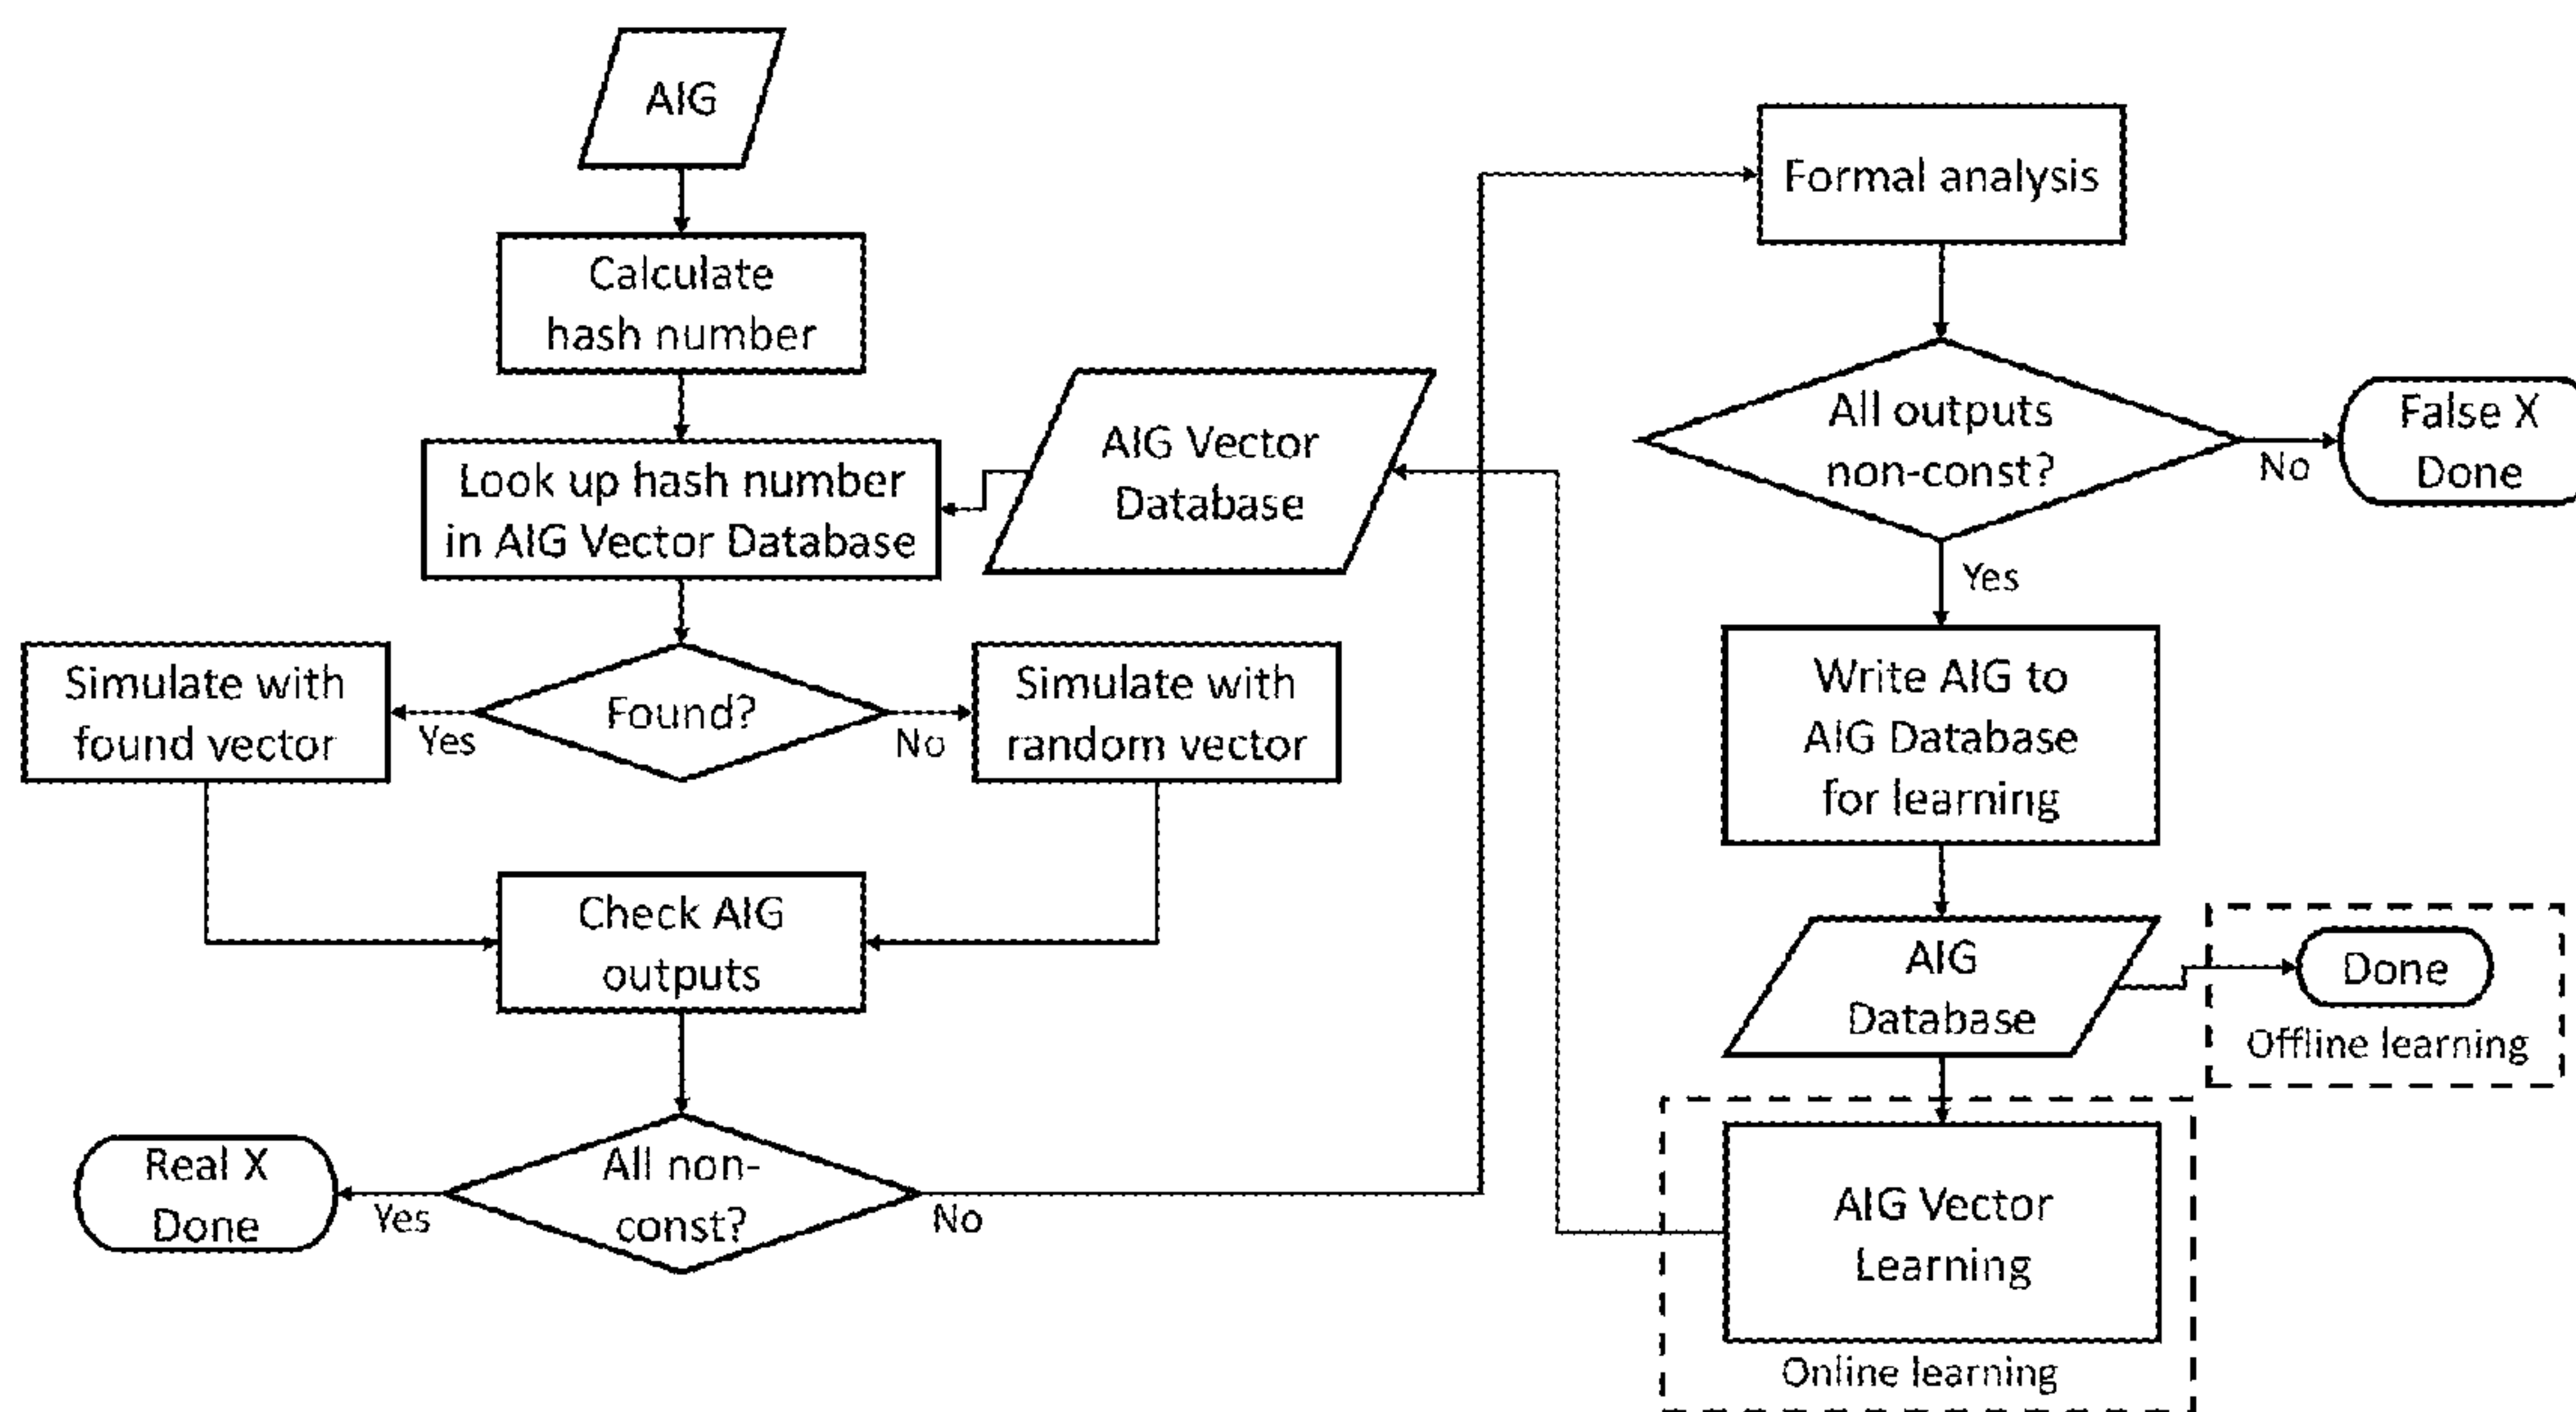 AIG
Calculate
hash number
Look up hash number
in AIG Vector Database
AIG Vector
Database
Found?
Yes
No
Simulate with
found vector
Simulate with
random vector
Check AIG
outputs
All non-
const?
Yes
No
Real X
Done
Formal analysis
All outputs
non-const?
No
False X
Done
Yes
Write AIG to
AIG Database
for learning
AIG
Database
Done
Offline learning
AIG Vector
Learning
Online learning